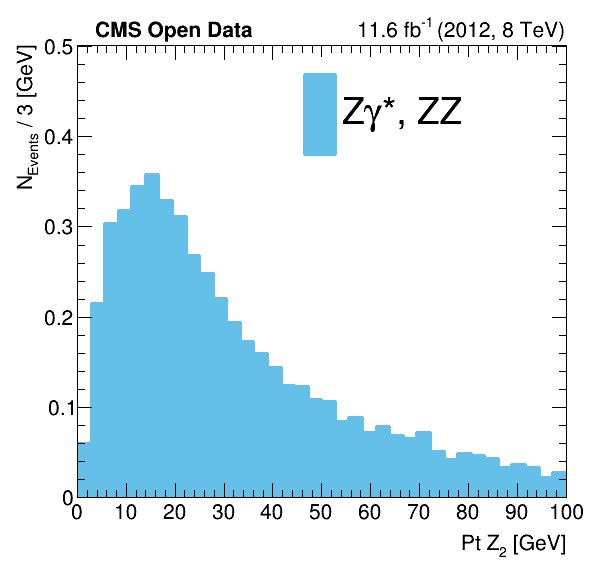 CMS Open Data
11.6 fb⁻¹ (2012, 8 TeV)
N_Events / 3 [GeV]
0.5
0.4
0.3
0.2
0.1
0
Zγ*, ZZ
0 10 20 30 40 50 60 70 80 90 100
Pt Z₂ [GeV]